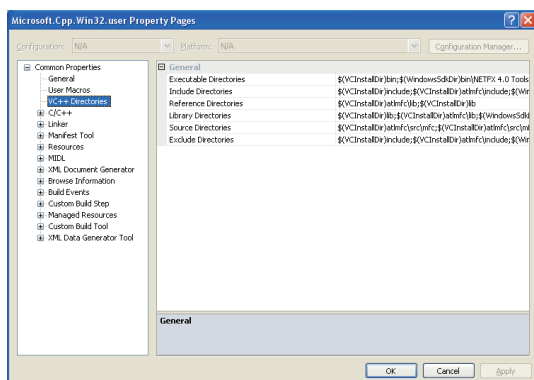 Microsoft.Cpp.Win32.user Property Pages
Configuration: N/A Platform: N/A Configuration Manager...
Common Properties
General
User Macros
VC++ Directories
C/C++
Linker
Manifest Tool
Resources
MIDL
XML Document Generator
Browse Information
Build Events
Custom Build Step
Managed Resources
Custom Build Tool
XML Data Generator Tool
General
Executable Directories $(VCInstallDir)bin;$(WindowsSdkDir)bin\NETFX 4.0 Tools
Include Directories $(VCInstallDir)include;$(VCInstallDir)atlmfc\include;$(Win
Reference Directories $(VCInstallDir)atlmfc\lib;$(VCInstallDir)lib
Library Directories $(VCInstallDir)lib;$(VCInstallDir)atlmfc\lib;$(WindowsSdk
Source Directories $(VCInstallDir)atlmfc\src\mfc;$(VCInstallDir)atlmfc\src\m
Exclude Directories $(VCInstallDir)include;$(VCInstallDir)atlmfc\include;$(Win
General
OK Cancel Apply